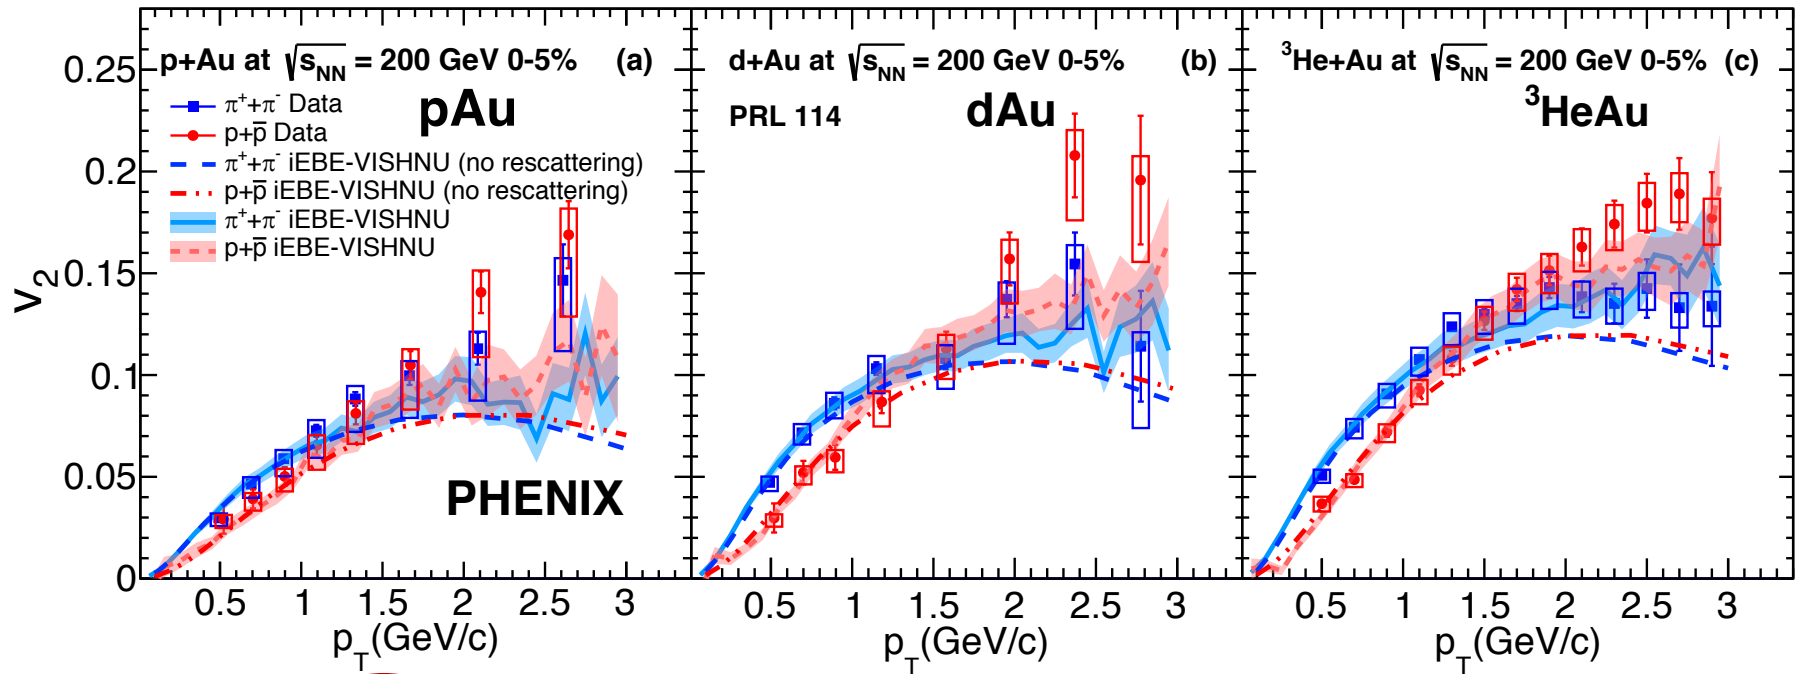 p+Au at √sNN = 200 GeV 0-5% (a)
pAu
π⁺+π⁻ Data
p+p̅ Data
π⁺+π⁻ iEBE-VISHNU (no rescattering)
p+p̅ iEBE-VISHNU (no rescattering)
π⁺+π⁻ iEBE-VISHNU
p+p̅ iEBE-VISHNU
PHENIX
v₂
0.25
0.2
0.15
0.1
0.05
0
0.5 1 1.5 2 2.5 3
p_T(GeV/c)
d+Au at √sNN = 200 GeV 0-5% (b)
PRL 114 dAu
0.5 1 1.5 2 2.5 3
p_T(GeV/c)
³He+Au at √sNN = 200 GeV 0-5% (c)
³HeAu
0.5 1 1.5 2 2.5 3
p_T(GeV/c)